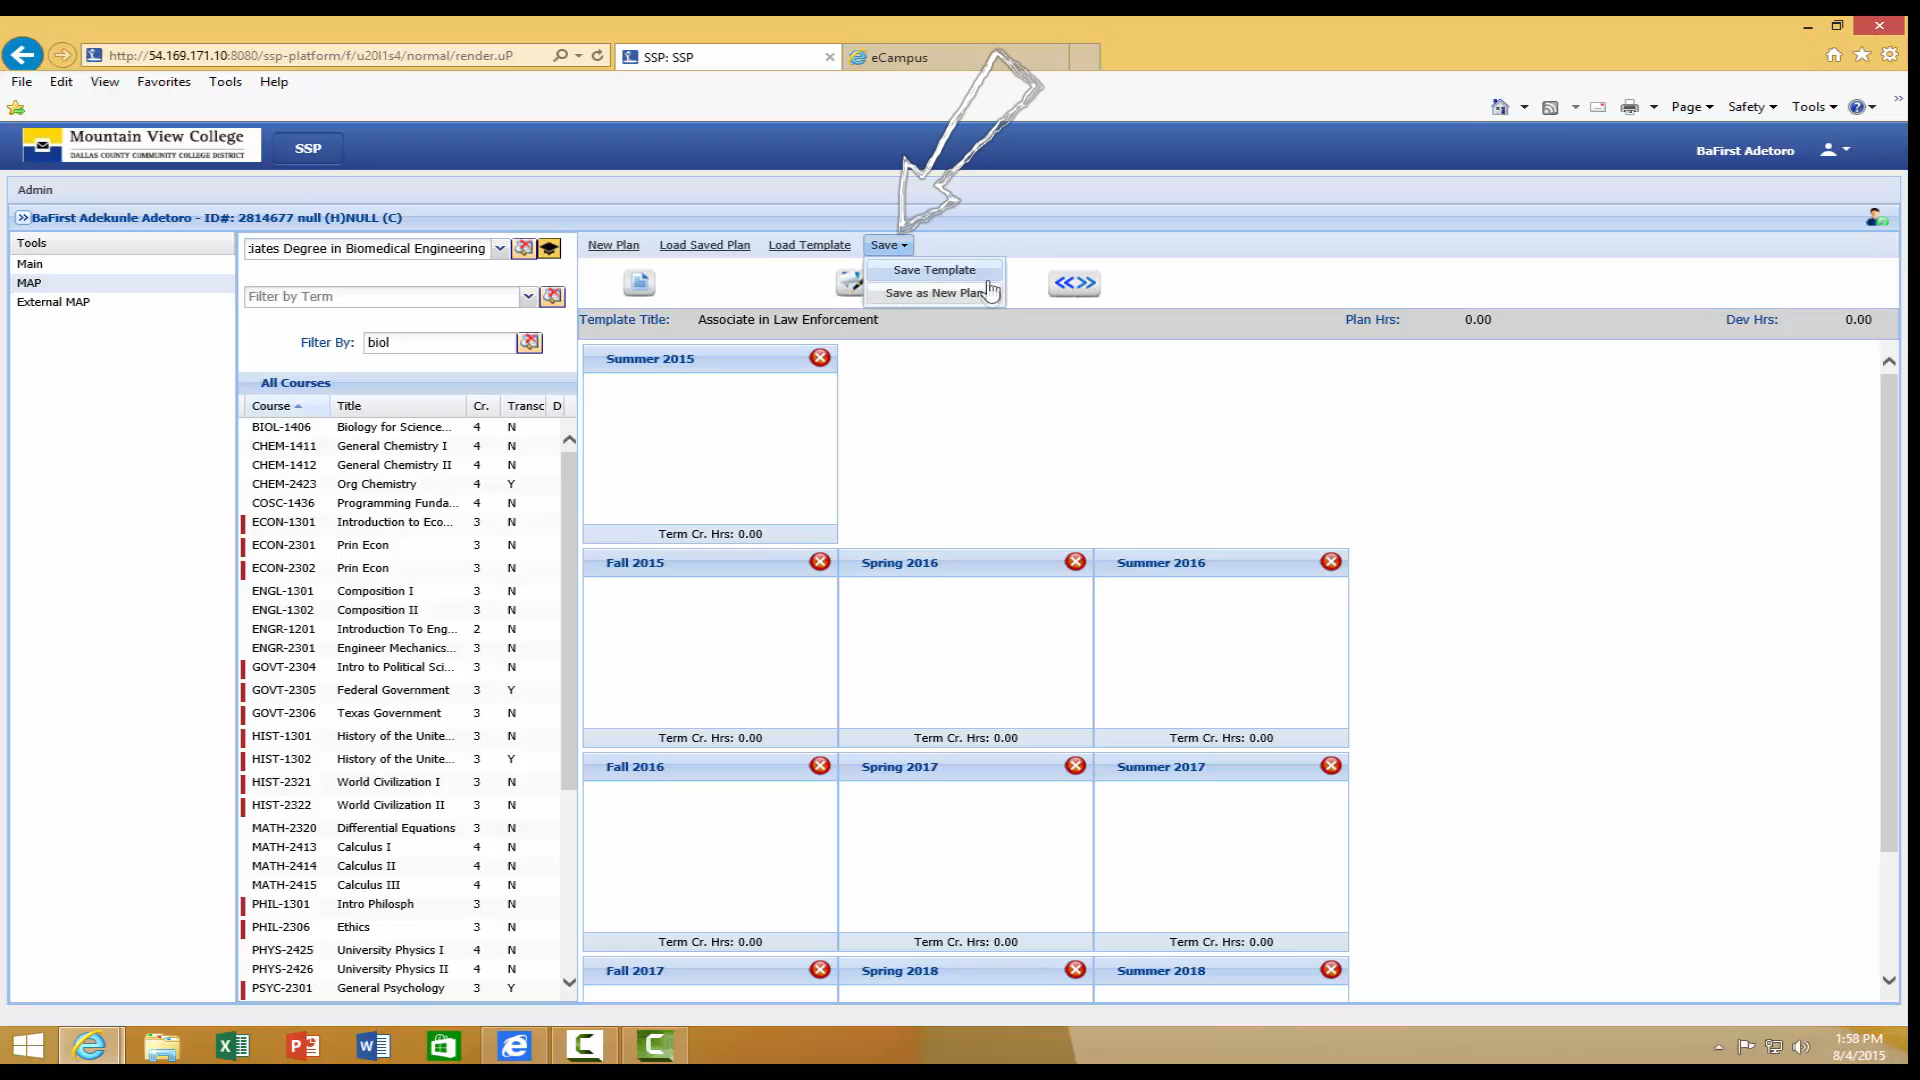 http://54.169.171.10:8080/ssp-platform/f/u20l1s4/normal/render.uP
SSP: SSP
eCampus
File Edit View Favorites Tools Help
Page Safety Tools
Mountain View College
DALLAS COUNTY COMMUNITY COLLEGE DISTRICT
SSP
BaFirst Adetoro
Admin
BaFirst Adekunle Adetoro - ID#: 2814677 null (H)NULL (C)
Tools
Main
MAP
External MAP
:iates Degree in Biomedical Engineering
Filter by Term
Filter By: biol
All Courses
Course Title Cr. Transc D
BIOL-1406 Biology for Science... 4 N
CHEM-1411 General Chemistry I 4 N
CHEM-1412 General Chemistry II 4 N
CHEM-2423 Org Chemistry 4 Y
COSC-1436 Programming Funda... 4 N
ECON-1301 Introduction to Eco... 3 N
ECON-2301 Prin Econ 3 N
ECON-2302 Prin Econ 3 N
ENGL-1301 Composition I 3 N
ENGL-1302 Composition II 3 N
ENGR-1201 Introduction To Eng... 2 N
ENGR-2301 Engineer Mechanics... 3 N
GOVT-2304 Intro to Political Sci... 3 N
GOVT-2305 Federal Government 3 Y
GOVT-2306 Texas Government 3 N
HIST-1301 History of the Unite... 3 N
HIST-1302 History of the Unite... 3 Y
HIST-2321 World Civilization I 3 N
HIST-2322 World Civilization II 3 N
MATH-2320 Differential Equations 3 N
MATH-2413 Calculus I 4 N
MATH-2414 Calculus II 4 N
MATH-2415 Calculus III 4 N
PHIL-1301 Intro Philosph 3 N
PHIL-2306 Ethics 3 N
PHYS-2425 University Physics I 4 N
PHYS-2426 University Physics II 4 N
PSYC-2301 General Psychology 3 Y
New Plan Load Saved Plan Load Template Save
Save Template
Save as New Plan
Template Title: Associate in Law Enforcement Plan Hrs: 0.00 Dev Hrs: 0.00
Summer 2015
Term Cr. Hrs: 0.00
Fall 2015 Spring 2016 Summer 2016
Term Cr. Hrs: 0.00 Term Cr. Hrs: 0.00 Term Cr. Hrs: 0.00
Fall 2016 Spring 2017 Summer 2017
Term Cr. Hrs: 0.00 Term Cr. Hrs: 0.00 Term Cr. Hrs: 0.00
Fall 2017 Spring 2018 Summer 2018
1:58 PM
8/4/2015